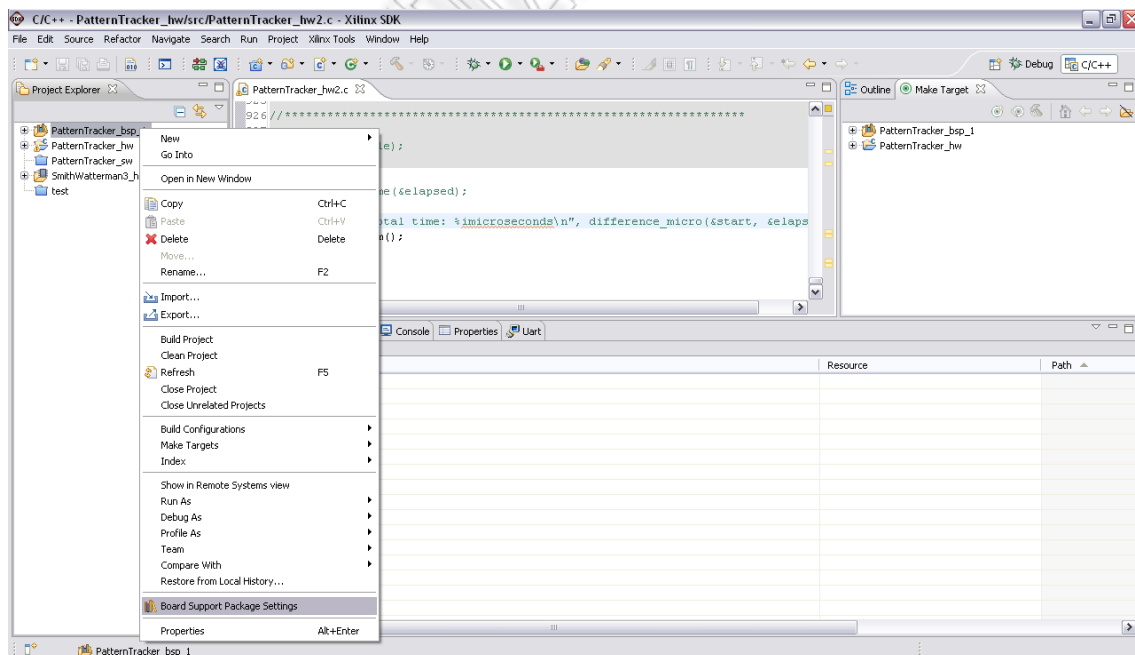 C/C++ - PatternTracker_hw/src/PatternTracker_hw2.c - Xilinx SDK
File Edit Source Refactor Navigate Search Run Project Xilinx Tools Window Help
Debug C/C++
Project Explorer
PatternTracker_hw2.c
Outline Make Target
PatternTracker_bsp_
PatternTracker_hw
PatternTracker_sw
SmithWatterman3_h
test
926 //*****************************************************************
le);
me(&elapsed);
otal time: %imicroseconds\n", difference_micro(&start, &elaps
m();
PatternTracker_bsp_1
PatternTracker_hw
New
Go Into
Open in New Window
Copy Ctrl+C
Paste Ctrl+V
Delete Delete
Move...
Rename... F2
Import...
Export...
Build Project
Clean Project
Refresh F5
Close Project
Close Unrelated Projects
Build Configurations
Make Targets
Index
Show in Remote Systems view
Run As
Debug As
Profile As
Team
Compare With
Restore from Local History...
Board Support Package Settings
Properties Alt+Enter
Console Properties Uart
Resource Path
PatternTracker_bsp_1